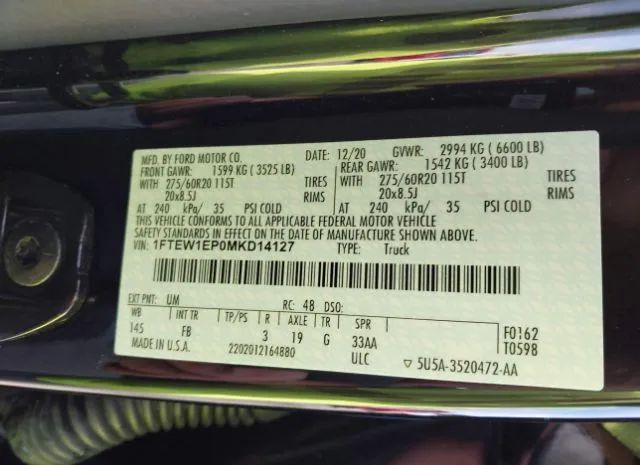 MFD. BY FORD MOTOR CO. DATE: 12/20 GVWR: 2994 KG ( 6600 LB)
FRONT GAWR: 1599 KG ( 3525 LB) REAR GAWR: 1542 KG ( 3400 LB)
WITH 275/60R20 115T TIRES WITH 275/60R20 115T TIRES
20x8.5J RIMS 20x8.5J RIMS
AT 240 kPa/ 35 PSI COLD AT 240 kPa/ 35 PSI COLD
THIS VEHICLE CONFORMS TO ALL APPLICABLE FEDERAL MOTOR VEHICLE
SAFETY STANDARDS IN EFFECT ON THE DATE OF MANUFACTURE SHOWN ABOVE.
VIN: 1FTEW1EP0MKD14127 TYPE: Truck
EXT PNT: UM RC: 48 DSO:
WB INT TR TP/PS R AXLE TR SPR F0162
145 FB 3 19 G 33AA T0598
MADE IN U.S.A. 2202012164880 ULC ▽ 5U5A-3520472-AA